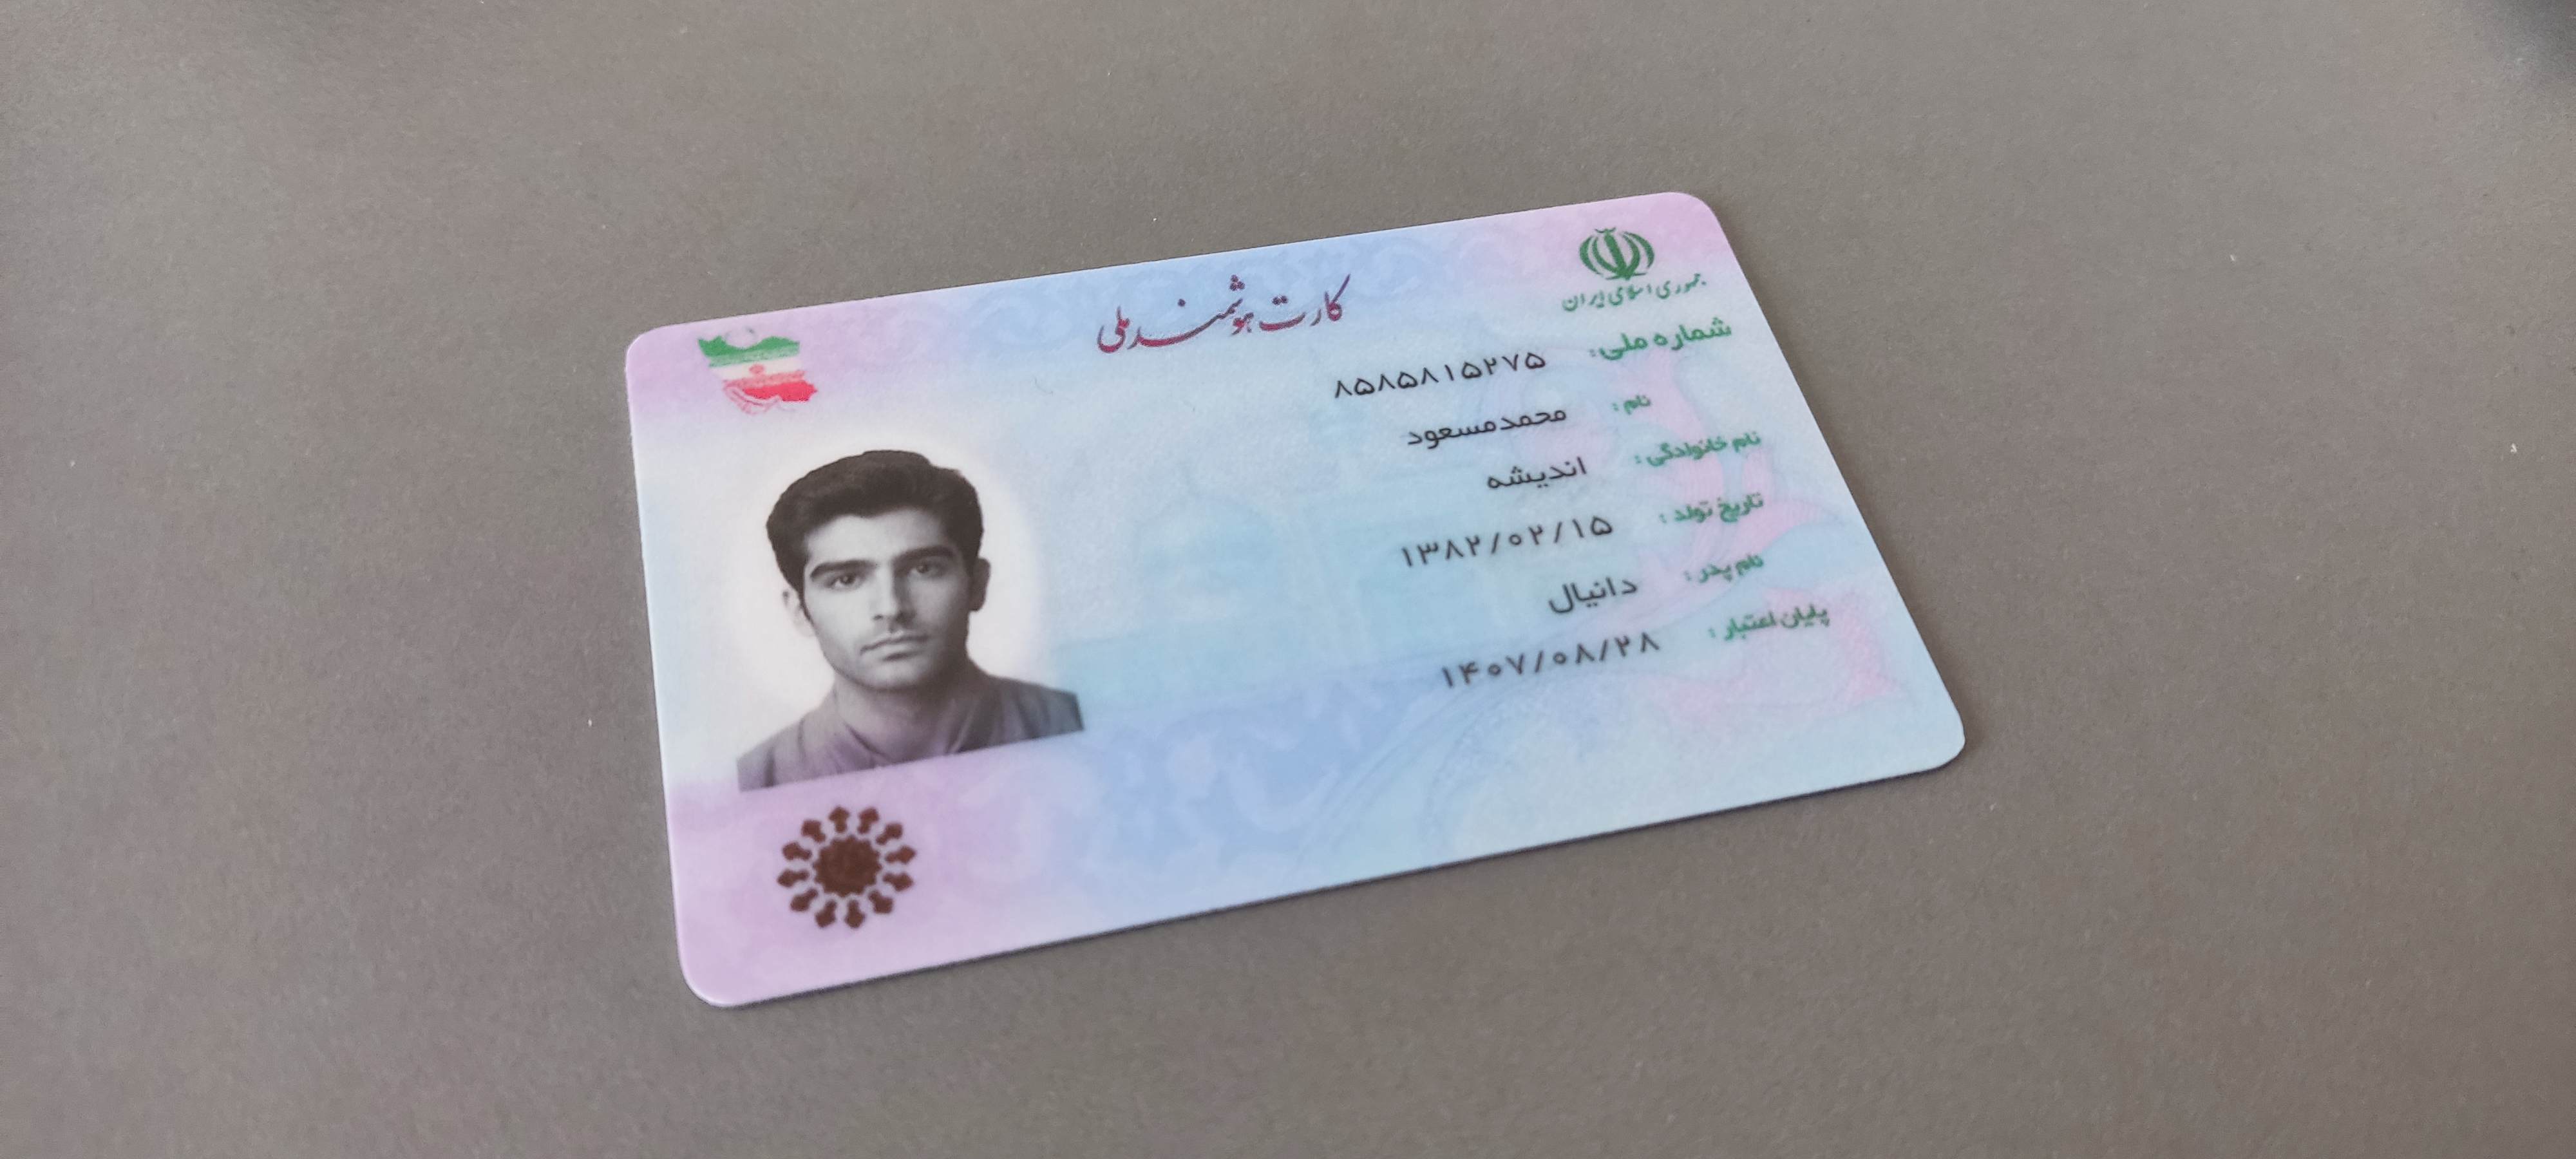 جمهوری اسلامی ایران
کارت هوشمند ملی
شماره ملی: ۸۵۸۵۸۱۵۲۷۵
نام: محمدمسعود
نام خانوادگی: اندیشه
تاریخ تولد: ۱۳۸۲/۰۲/۱۵
نام پدر: دانیال
پایان اعتبار: ۱۴۰۷/۰۸/۲۸